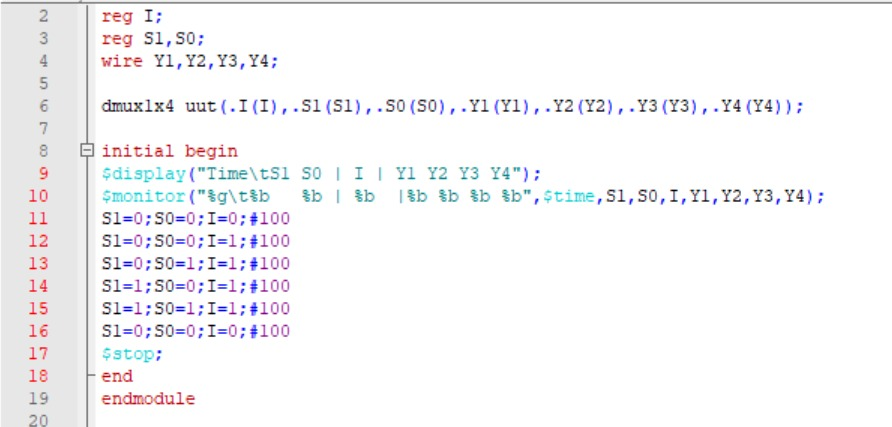 2 reg I;
3 reg S1,S0;
4 wire Y1,Y2,Y3,Y4;
5
6 dmux1x4 uut(.I(I),.S1(S1),.S0(S0),.Y1(Y1),.Y2(Y2),.Y3(Y3),.Y4(Y4));
7
8 initial begin
9 $display("Time\tS1 S0 | I | Y1 Y2 Y3 Y4");
10 $monitor("%g\t%b   %b | %b  |%b %b %b %b",$time,S1,S0,I,Y1,Y2,Y3,Y4);
11 S1=0;S0=0;I=0;#100
12 S1=0;S0=0;I=1;#100
13 S1=0;S0=1;I=1;#100
14 S1=1;S0=0;I=1;#100
15 S1=1;S0=1;I=1;#100
16 S1=0;S0=0;I=0;#100
17 $stop;
18 end
19 endmodule
20